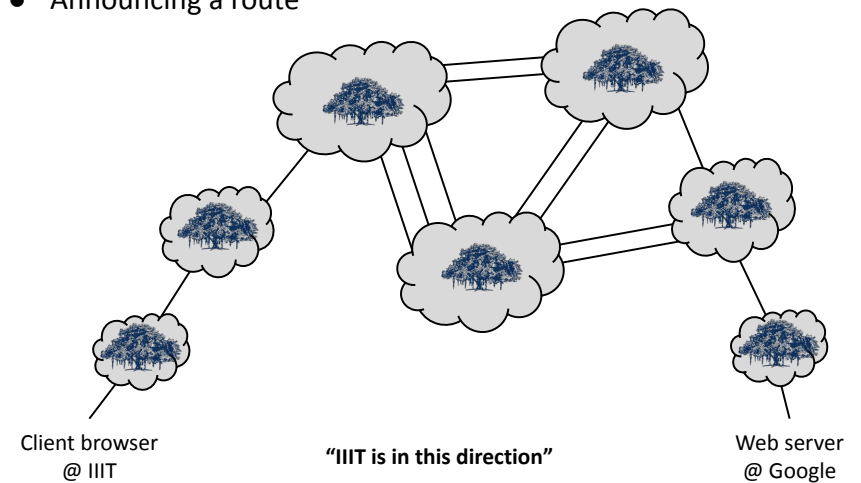 ● Announcing a route
Client browser
@ IIIT
“IIIT is in this direction”
Web server
@ Google